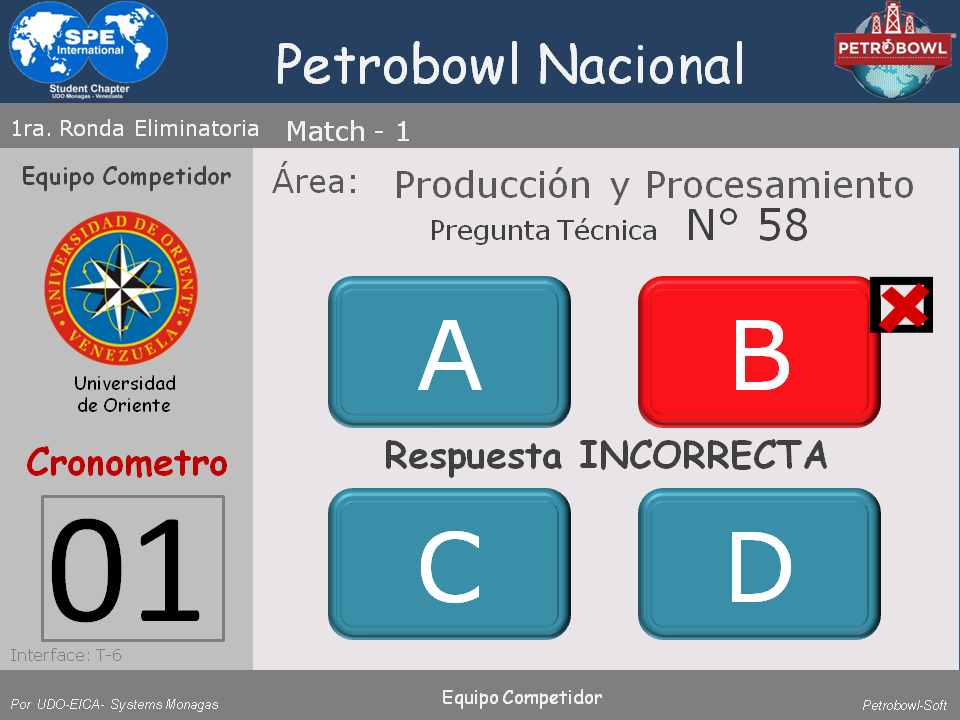 SPE
International
Student Chapter
UDO Monagas - Venezuela
Petrobowl Nacional
PETROBOWL
1ra. Ronda Eliminatoria
Match - 1
Equipo Competidor
UNIVERSIDAD DE ORIENTE
VENEZUELA
Universidad
de Oriente
Cronometro
01
Interface: T-6
Área:
Producción y Procesamiento
Pregunta Técnica N° 58
A
B
Respuesta INCORRECTA
C
D
Por UDO-EICA- Systems Monagas
Equipo Competidor
Petrobowl-Soft